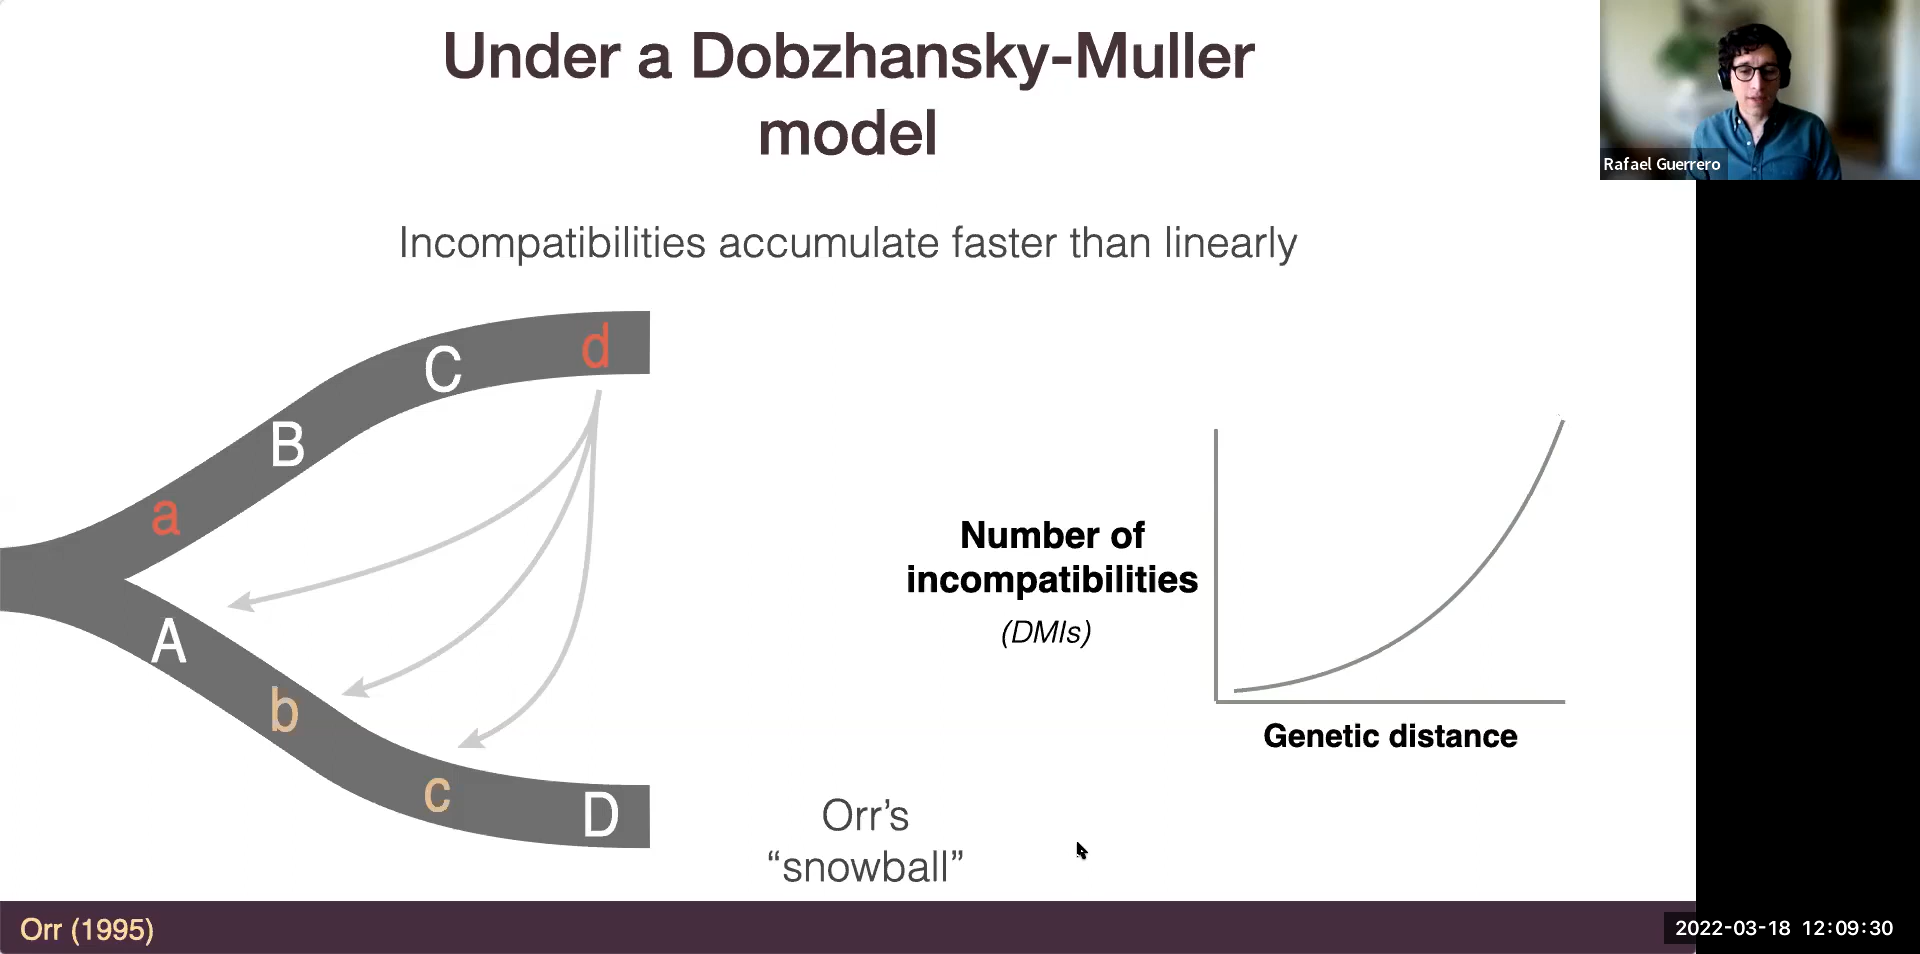 Under a Dobzhansky-Muller
model
Rafael Guerrero
Incompatibilities accumulate faster than linearly
a
B
C
d
A
b
c
D
Number of
incompatibilities
(DMIs)
Genetic distance
Orr’s
“snowball”
Orr (1995)
2022-03-18 12:09:30